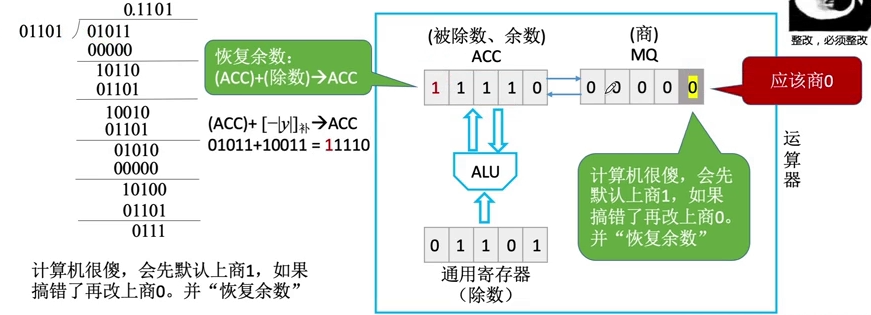 0.1101
01101 01011
00000
10110
01101
10010
01101
01010
00000
10100
01101
0111
计算机很傻，会先默认上商1，如果
搞错了再改上商0。并“恢复余数”
恢复余数：
(ACC)+(除数)→ACC
(ACC)+ [−|y|]补→ACC
01011+10011 = 11110
(被除数、余数)
ACC
1 1 1 1 0
(商)
MQ
0 0 0 0 0
应该商0
ALU
0 1 1 0 1
通用寄存器
（除数）
计算机很傻，会先
默认上商1，如果
搞错了再改上商0。
并“恢复余数”
运
算
器
整改，必须整改